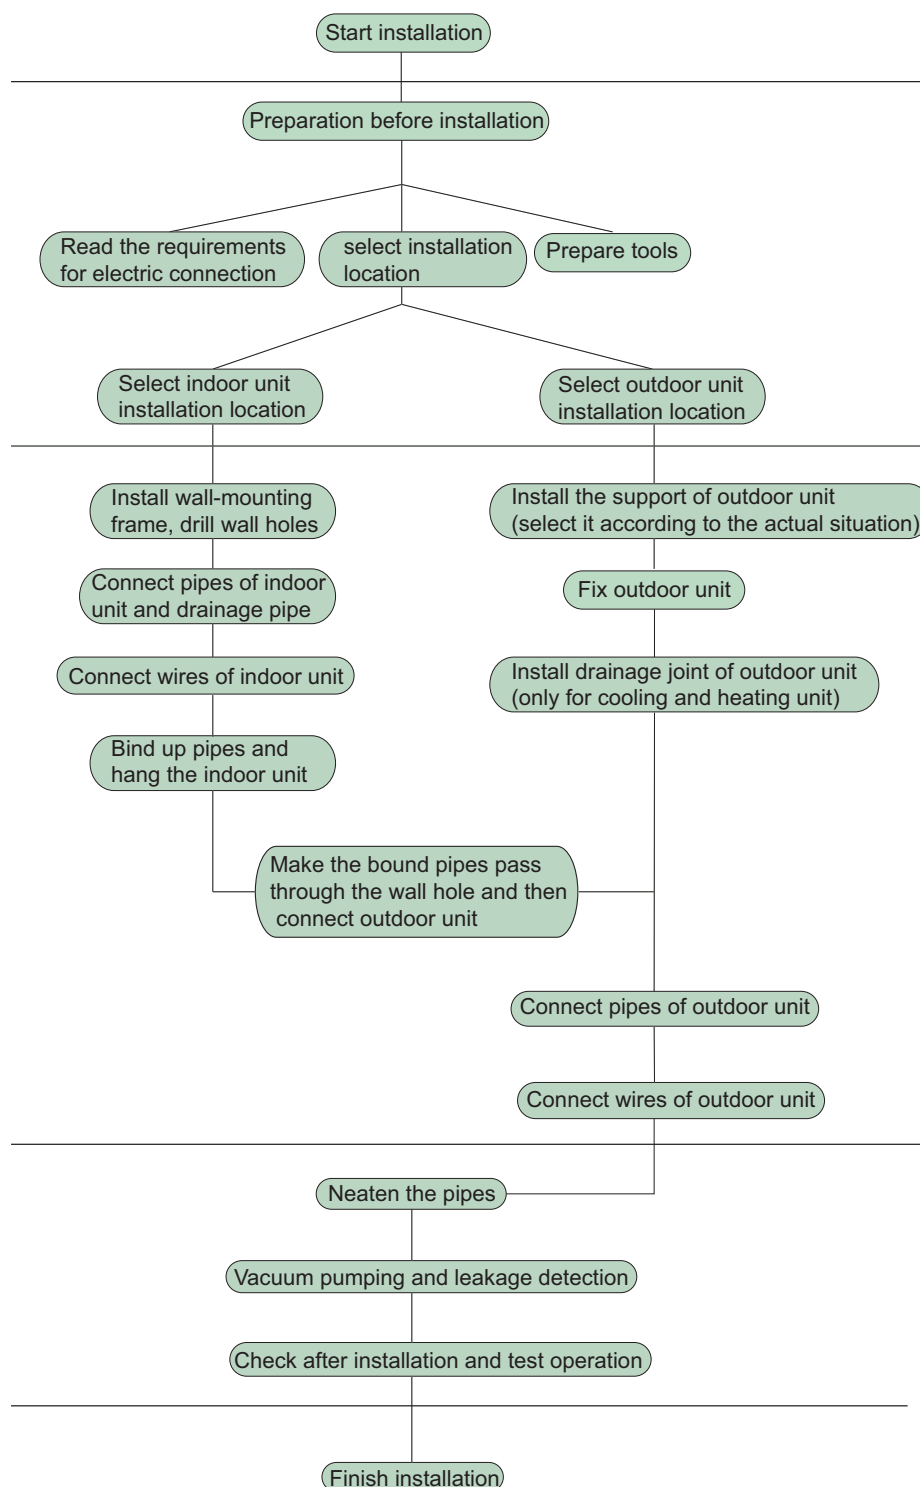 Start installation
Preparation before installation
Read the requirements
for electric connection
select installation
location
Prepare tools
Select indoor unit
installation location
Select outdoor unit
installation location
Install wall-mounting
frame, drill wall holes
Install the support of outdoor unit
(select it according to the actual situation)
Connect pipes of indoor
unit and drainage pipe
Fix outdoor unit
Connect wires of indoor unit
Install drainage joint of outdoor unit
(only for cooling and heating unit)
Bind up pipes and
hang the indoor unit
Make the bound pipes pass
through the wall hole and then
connect outdoor unit
Connect pipes of outdoor unit
Connect wires of outdoor unit
Neaten the pipes
Vacuum pumping and leakage detection
Check after installation and test operation
Finish installation